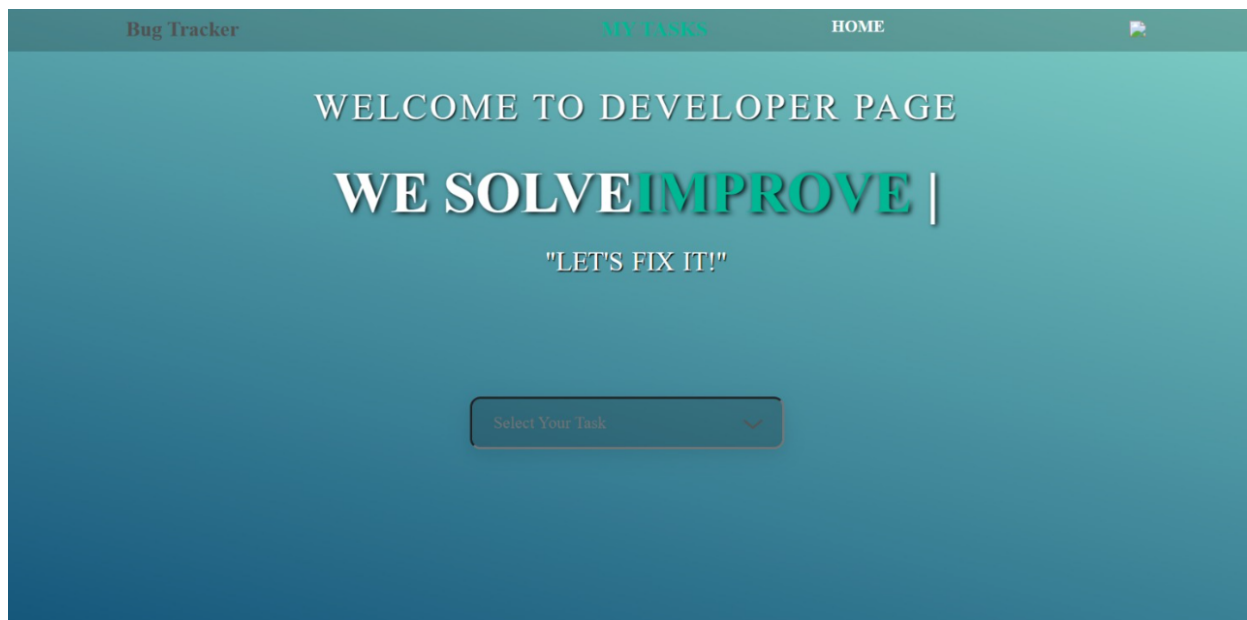 Bug Tracker MY TASKS HOME
WELCOME TO DEVELOPER PAGE
WE SOLVEIMPROVE |
"LET'S FIX IT!"
Select Your Task